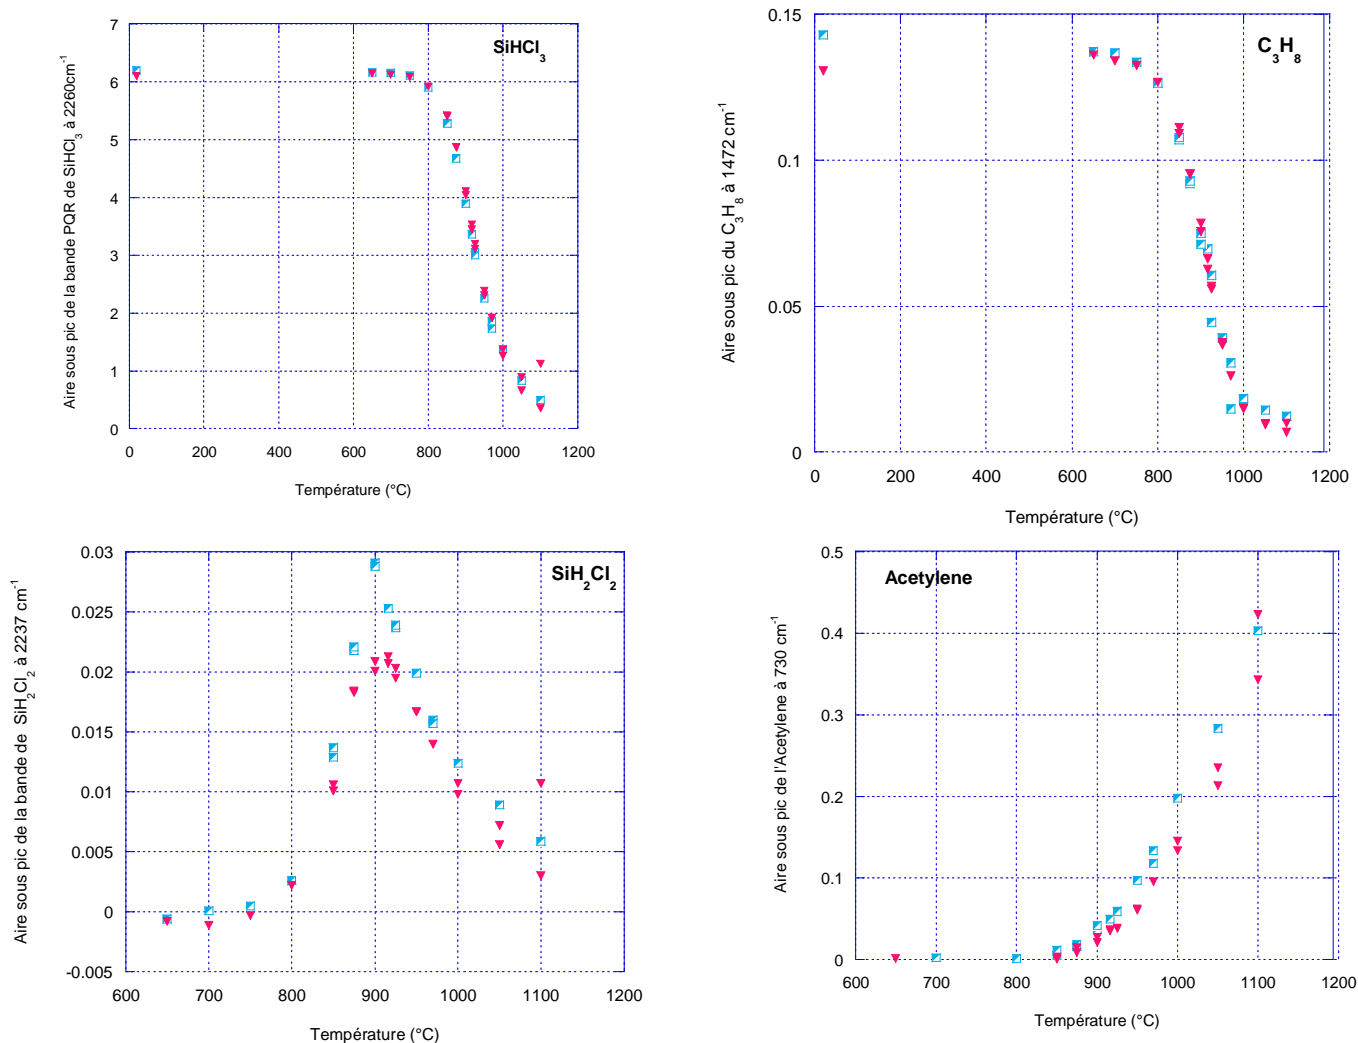 SiHCl3
Aire sous pic de la bande PQR de SiHCl3 à 2260cm-1
7
6
5
4
3
2
1
0
0 200 400 600 800 1000 1200
Température (°C)
C3H8
Aire sous pic du C3H8 à 1472 cm-1
0.15
0.1
0.05
0
0 200 400 600 800 1000 1200
Température (°C)
SiH2Cl2
Aire sous pic de la bande de SiH2Cl2 à 2237 cm-1
0.03
0.025
0.02
0.015
0.01
0.005
0
-0.005
600 700 800 900 1000 1100 1200
Température (°C)
Acetylene
Aire sous pic de l'Acetylene à 730 cm-1
0.5
0.4
0.3
0.2
0.1
0
600 700 800 900 1000 1100 1200
Température (°C)